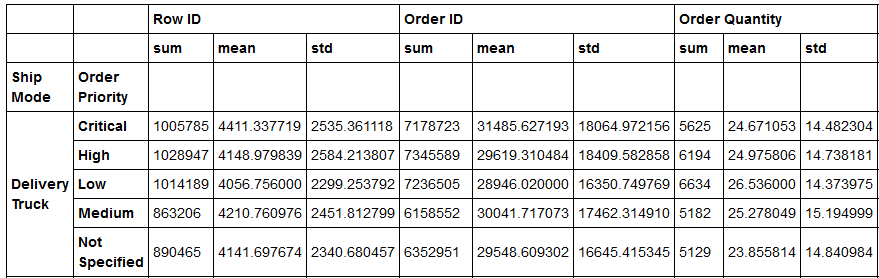 Row ID Order ID Order Quantity
sum mean std sum mean std sum mean std
Ship Mode Order Priority
Delivery Truck
Critical 1005785 4411.337719 2535.361118 7178723 31485.627193 18064.972156 5625 24.671053 14.482304
High 1028947 4148.979839 2584.213807 7345589 29619.310484 18409.582858 6194 24.975806 14.738181
Low 1014189 4056.756000 2299.253792 7236505 28946.020000 16350.749769 6634 26.536000 14.373975
Medium 863206 4210.760976 2451.812799 6158552 30041.717073 17462.314910 5182 25.278049 15.194999
Not Specified 890465 4141.697674 2340.680457 6352951 29548.609302 16645.415345 5129 23.855814 14.840984